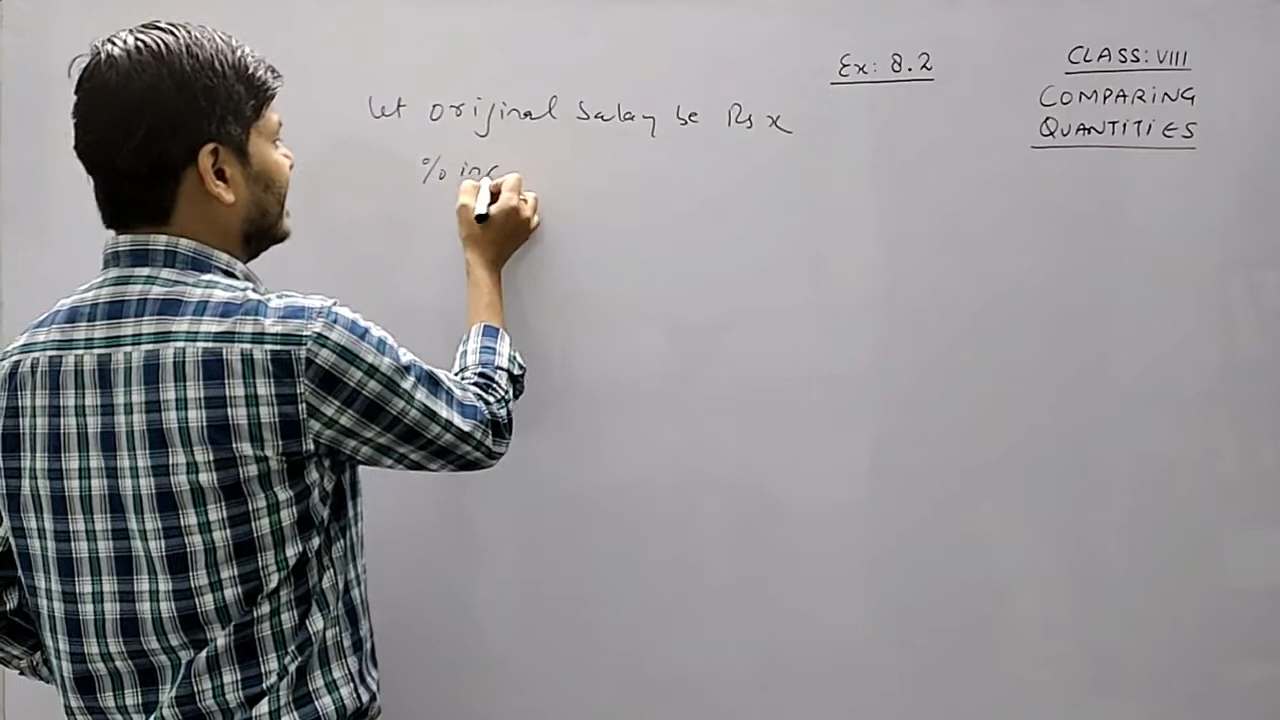 Ex: 8.2
CLASS: VIII
COMPARING
QUANTITIES
Let original Salary be Rs x
% inc